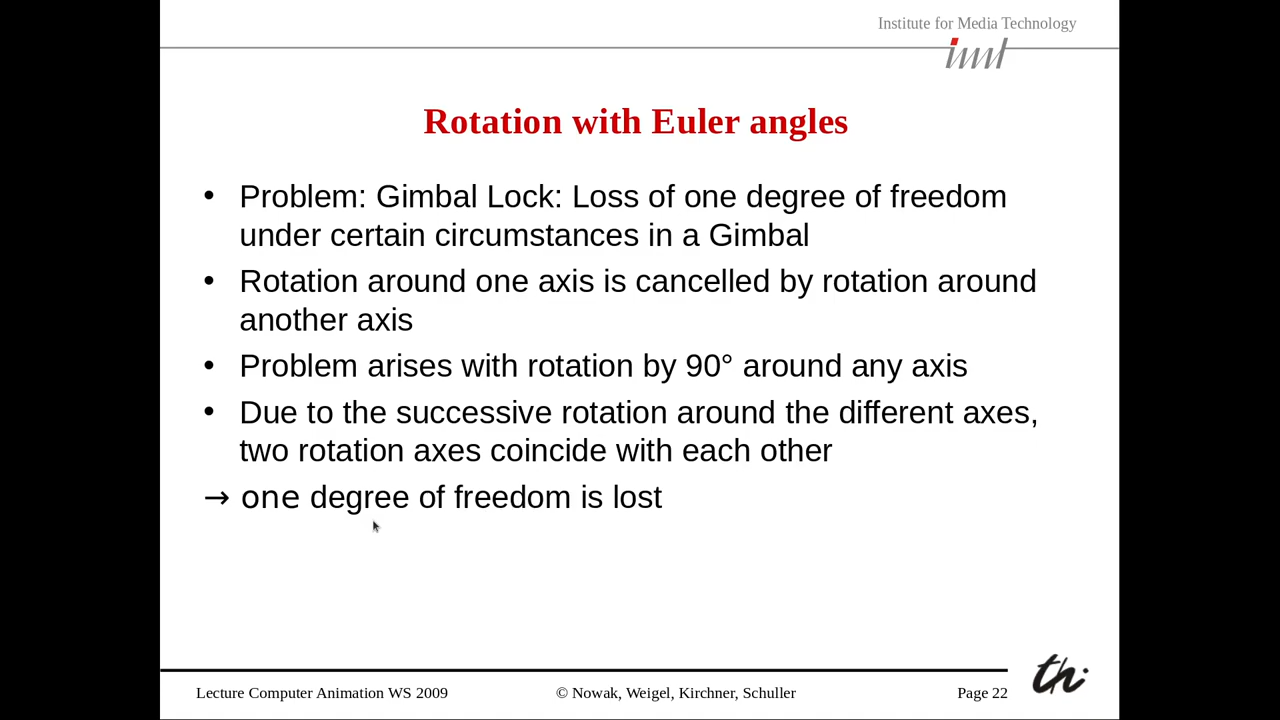 Institute for Media Technology
iml
Rotation with Euler angles
• Problem: Gimbal Lock: Loss of one degree of freedom
under certain circumstances in a Gimbal
• Rotation around one axis is cancelled by rotation around
another axis
• Problem arises with rotation by 90° around any axis
• Due to the successive rotation around the different axes,
two rotation axes coincide with each other
→ one degree of freedom is lost
th
Lecture Computer Animation WS 2009 © Nowak, Weigel, Kirchner, Schuller Page 22